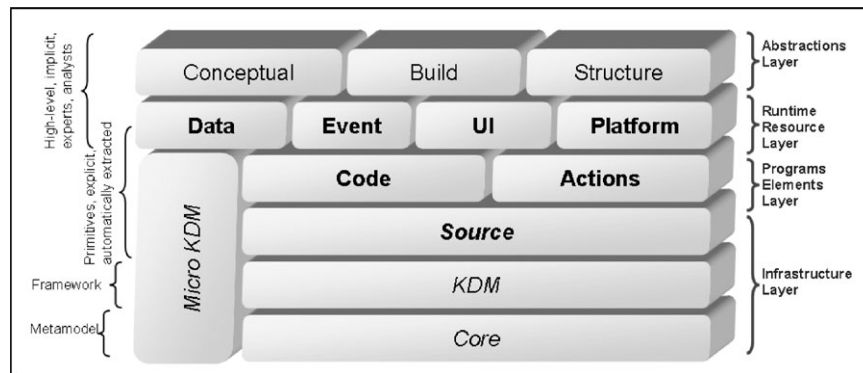 High-level, implicit,
experts, analysts
Primitives, explicit,
automatically extracted
Framework
Metamodel
Conceptual
Build
Structure
Data
Event
UI
Platform
Micro KDM
Code
Actions
Source
KDM
Core
Abstractions
Layer
Runtime
Resource
Layer
Programs
Elements
Layer
Infrastructure
Layer